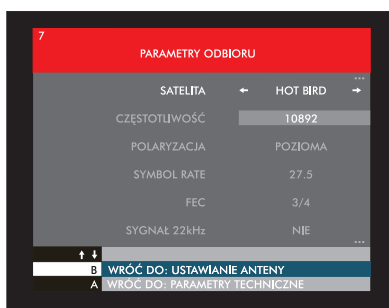 7
PARAMETRY ODBIORU
SATELITA ← HOT BIRD →
CZĘSTOTLIWOŚĆ 10892
POLARYZACJA POZIOMA
SYMBOL RATE 27.5
FEC 3/4
SYGNAŁ 22kHz NIE
B WRÓĆ DO: USTAWIANIE ANTENY
A WRÓĆ DO: PARAMETRY TECHNICZNE